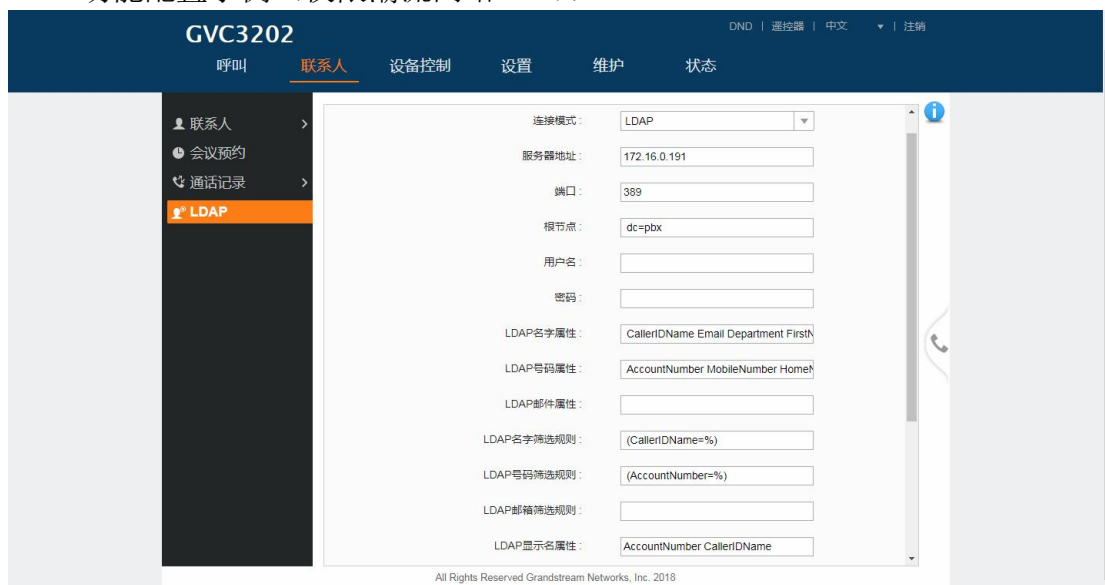 GVC3202
DND | 遥控器 | 中文 ▼ | 注销
呼叫 联系人 设备控制 设置 维护 状态
联系人 >
会议预约
通话记录 >
LDAP
连接模式 : LDAP
服务器地址 : 172.16.0.191
端口 : 389
根节点 : dc=pbx
用户名 :
密码 :
LDAP名字属性 : CallerIDName Email Department FirstN
LDAP号码属性 : AccountNumber MobileNumber HomeN
LDAP邮件属性 :
LDAP名字筛选规则 : (CallerIDName=%)
LDAP号码筛选规则 : (AccountNumber=%)
LDAP邮箱筛选规则 :
LDAP显示名属性 : AccountNumber CallerIDName
All Rights Reserved Grandstream Networks, Inc. 2018